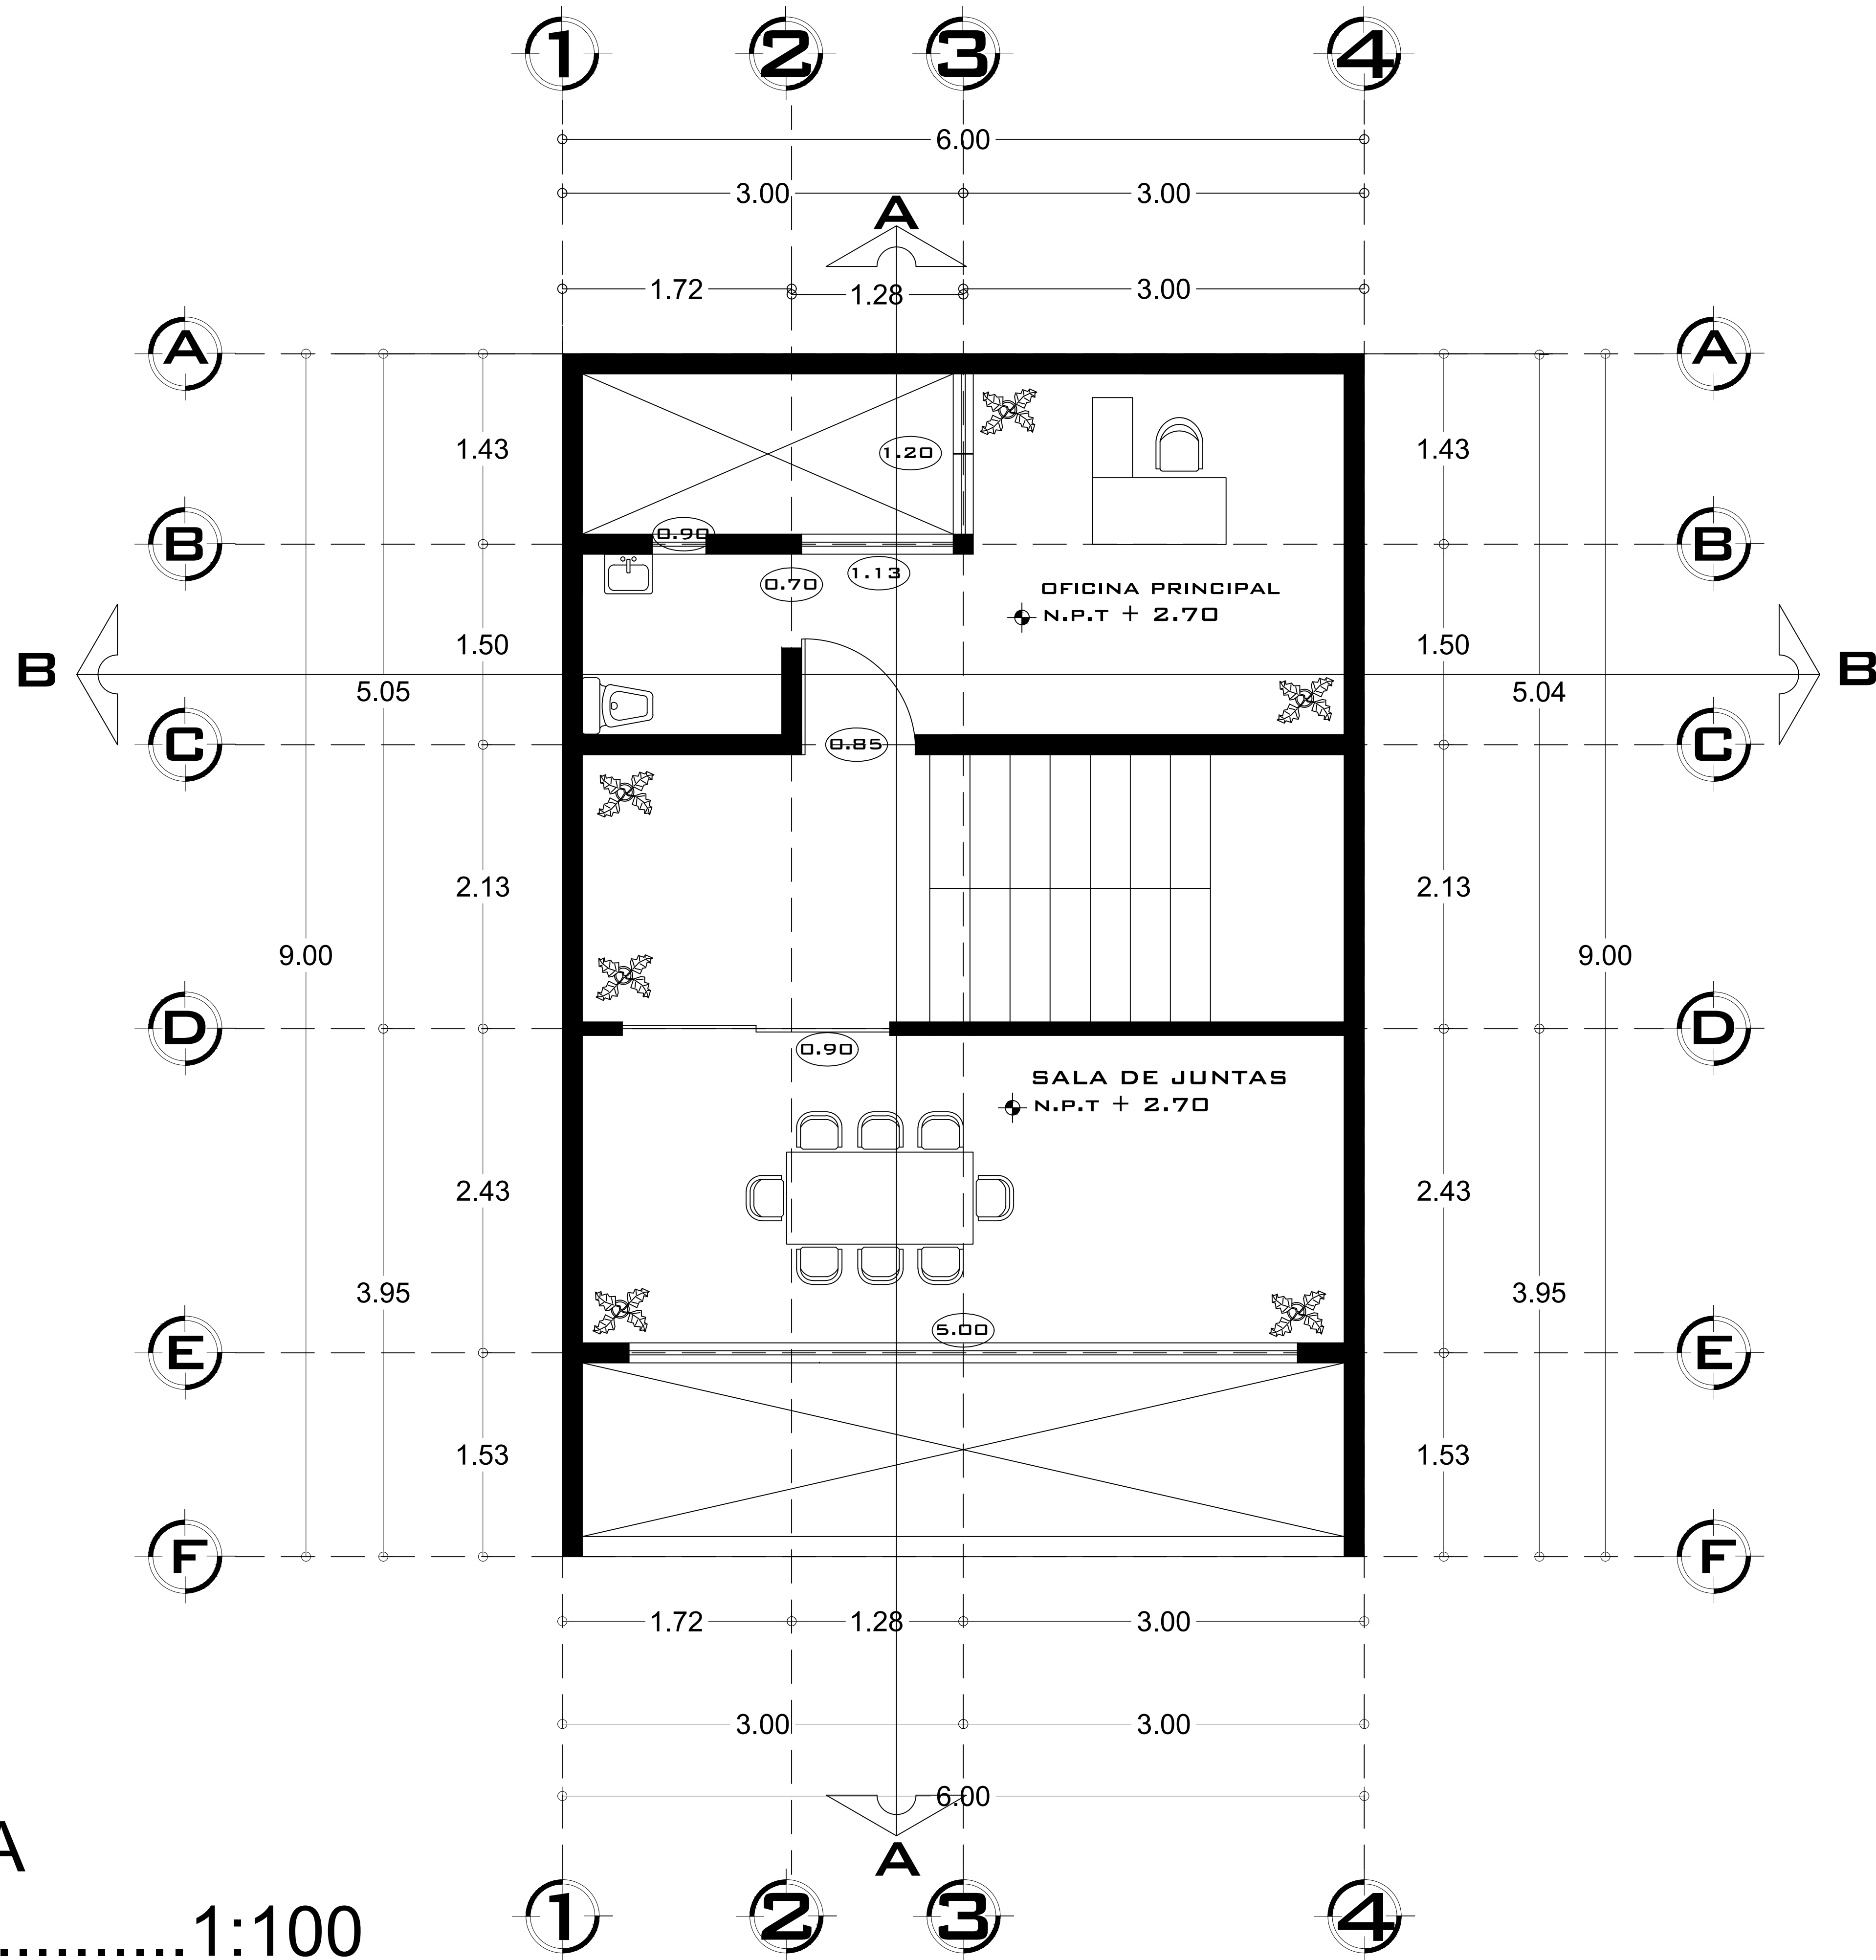 1 2 3 4
6.00
3.00 3.00
A
1.72 1.28 3.00
A A
1.43 1.20 1.43
B 0.90 B
0.70 1.13
OFICINA PRINCIPAL
N.P.T + 2.70
1.50 1.50
B B
5.05 5.04
C 0.85 C
2.13 2.13
9.00 9.00
D D
0.90
SALA DE JUNTAS
N.P.T + 2.70
2.43 2.43
3.95 3.95
5.00
E E
1.53 1.53
F F
1.72 1.28 3.00
3.00 3.00
6.00
A
A
1 2 3 4
...........1:100